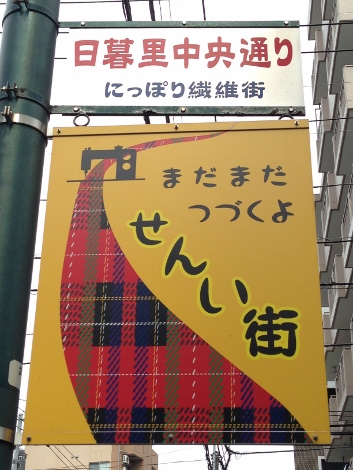 日暮里中央通り
にっぽり繊維街
まだまだ
つづくよ
せんい街